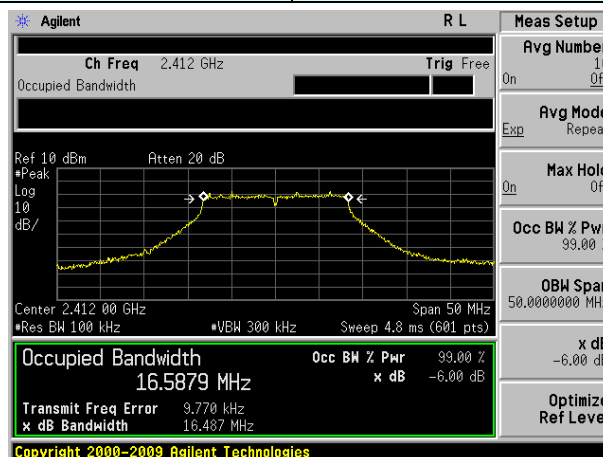 Agilent R L Meas Setup
Ch Freq 2.412 GHz Trig Free
Occupied Bandwidth
Ref 10 dBm Atten 20 dB
#Peak
Log
10
dB/
Center 2.412 00 GHz Span 50 MHz
#Res BW 100 kHz #VBW 300 kHz Sweep 4.8 ms (601 pts)
Occupied Bandwidth Occ BW % Pwr 99.00 %
16.5879 MHz x dB -6.00 dB
Transmit Freq Error 9.770 kHz
x dB Bandwidth 16.487 MHz
Copyright 2000-2009 Agilent Technologies
Avg Number
On
Avg Mode
Exp
Max Hold
On
Occ BW % Pwr
99.00
OBW Span
50.0000000
x dB
-6.00
Optimize
Ref Level